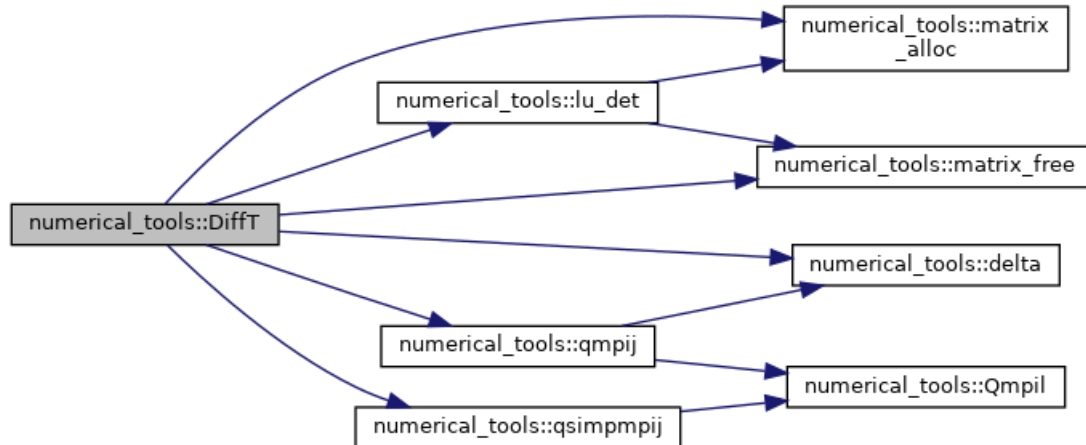 numerical_tools::matrix
_alloc
numerical_tools::lu_det
numerical_tools::matrix_free
numerical_tools::DiffT
numerical_tools::delta
numerical_tools::qmpij
numerical_tools::Qmpil
numerical_tools::qsimpmpij